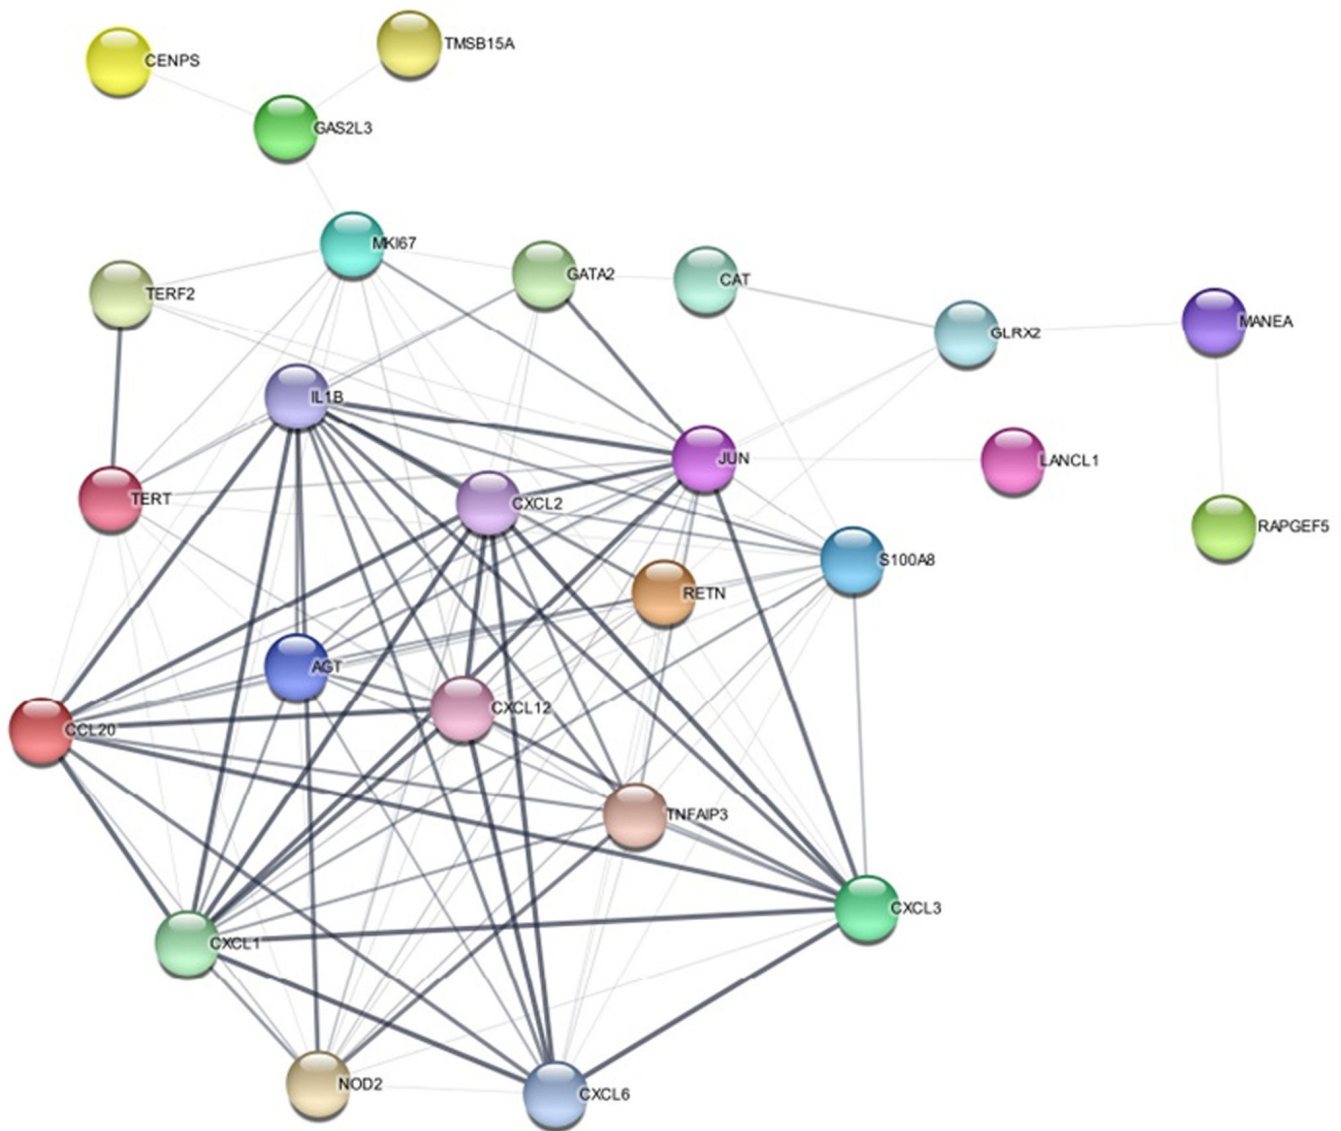 TMSB15A
CENPS
GAS2L3
MKI67
GATA2
CAT
TERF2
MANEA
GLRX2
IL1B
JUN
LANCL1
TERT
CXCL2
RAPGEF5
S100A8
RETN
AGT
CXCL12
CCL20
TNFAIP3
CXCL3
CXCL1
NOD2
CXCL6